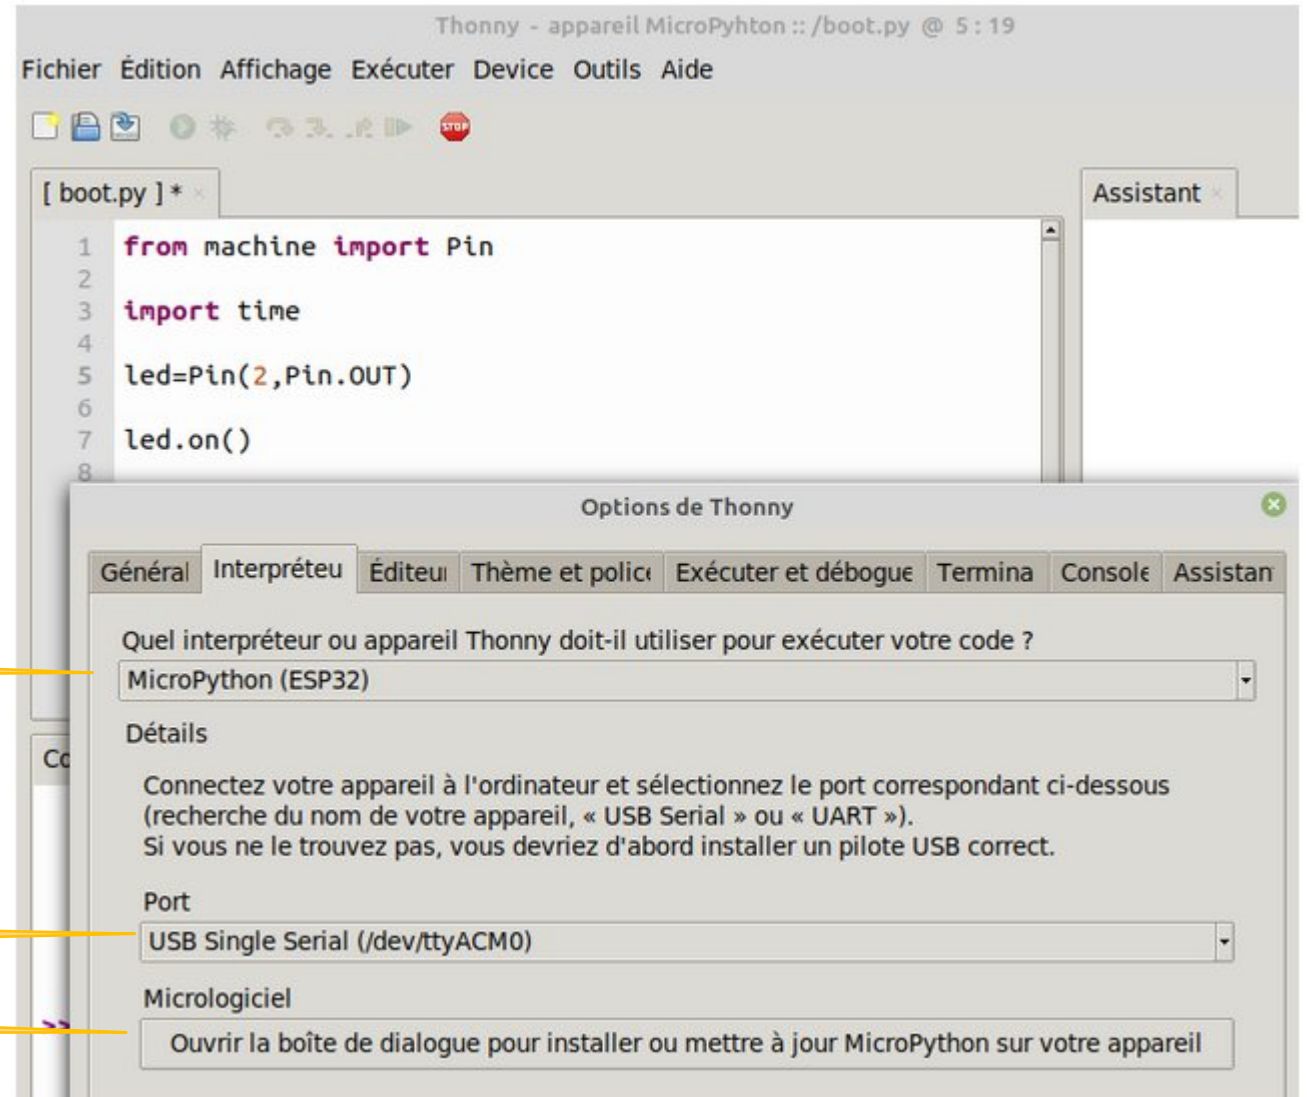 Thonny - appareil MicroPyhton :: /boot.py @ 5 : 19
Fichier Édition Affichage Exécuter Device Outils Aide
STOP
[ boot.py ] * ×
Assistant ×
1 from machine import Pin
2
3 import time
4
5 led=Pin(2,Pin.OUT)
6
7 led.on()
8
Options de Thonny
Général Interpréteu Éditeu Thème et police Exécuter et débogue Termina Console Assistan
Quel interpréteur ou appareil Thonny doit-il utiliser pour exécuter votre code ?
MicroPython (ESP32)
Détails
Co
Connectez votre appareil à l'ordinateur et sélectionnez le port correspondant ci-dessous
(recherche du nom de votre appareil, « USB Serial » ou « UART »).
Si vous ne le trouvez pas, vous devriez d'abord installer un pilote USB correct.
Port
USB Single Serial (/dev/ttyACM0)
Micrologiciel
>>
Ouvrir la boîte de dialogue pour installer ou mettre à jour MicroPython sur votre appareil